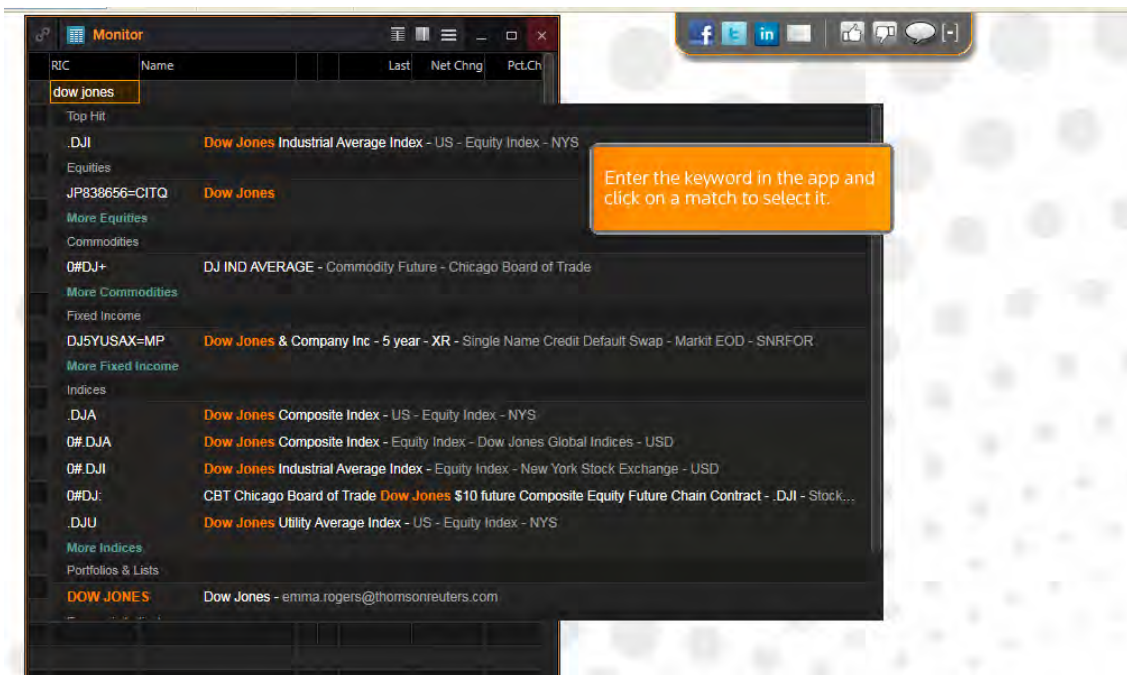 Monitor
RIC Name Last Net Chng Pct.Ch
dow jones
Top Hit
.DJI Dow Jones Industrial Average Index - US - Equity Index - NYS
Equities
JP838656=CITQ Dow Jones
More Equities
Commodities
0#DJ+ DJ IND AVERAGE - Commodity Future - Chicago Board of Trade
More Commodities
Fixed Income
DJ5YUSAX=MP Dow Jones & Company Inc - 5 year - XR - Single Name Credit Default Swap - Markit EOD - SNRFOR
More Fixed Income
Indices
.DJA Dow Jones Composite Index - US - Equity Index - NYS
0#.DJA Dow Jones Composite Index - Equity Index - Dow Jones Global Indices - USD
0#.DJI Dow Jones Industrial Average Index - Equity Index - New York Stock Exchange - USD
0#DJ: CBT Chicago Board of Trade Dow Jones $10 future Composite Equity Future Chain Contract - .DJI - Stock...
.DJU Dow Jones Utility Average Index - US - Equity Index - NYS
More Indices
Portfolios & Lists
DOW JONES Dow Jones - emma.rogers@thomsonreuters.com
Enter the keyword in the app and
click on a match to select it.
f t in [-]